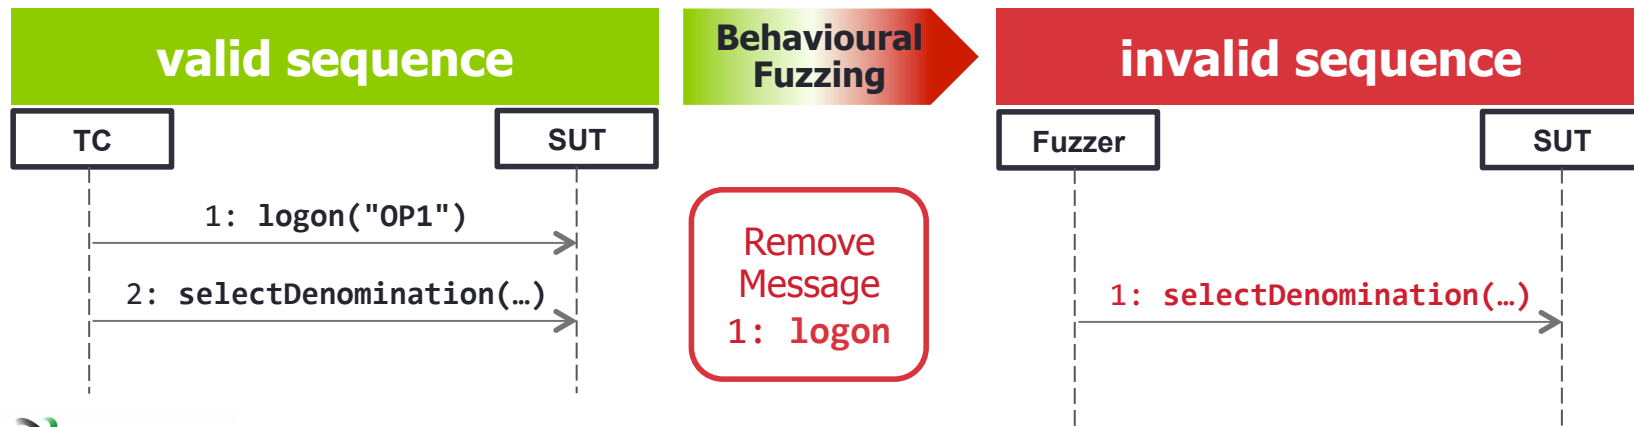 valid sequence
Behavioural
Fuzzing
invalid sequence
TC
SUT
Fuzzer
SUT
1: logon("OP1")
2: selectDenomination(…)
Remove
Message
1: logon
1: selectDenomination(…)